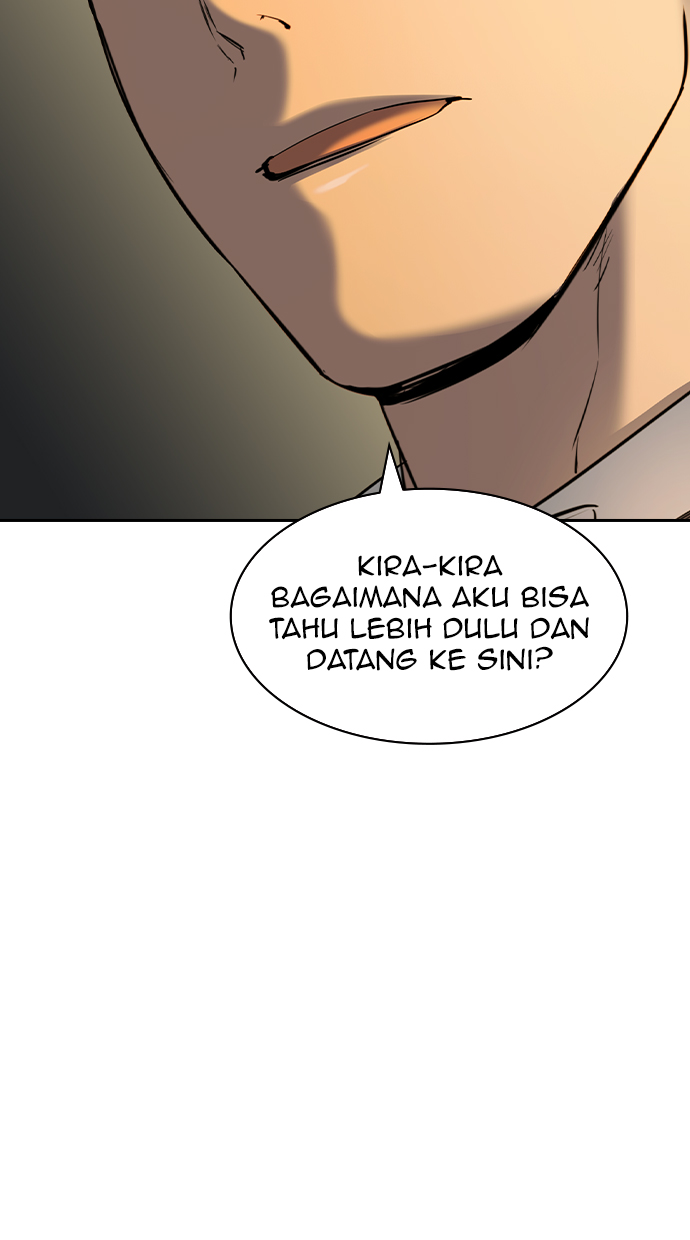 KIRA-KIRA
BAGAIMANA AKU BISA
TAHU LEBIH DULU DAN
DATANG KE SINI?